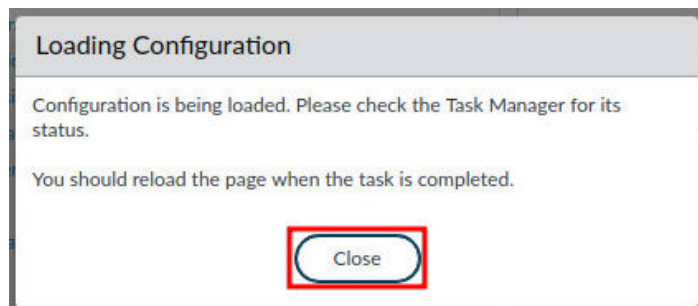 Loading Configuration
Configuration is being loaded. Please check the Task Manager for its
status.
You should reload the page when the task is completed.
Close